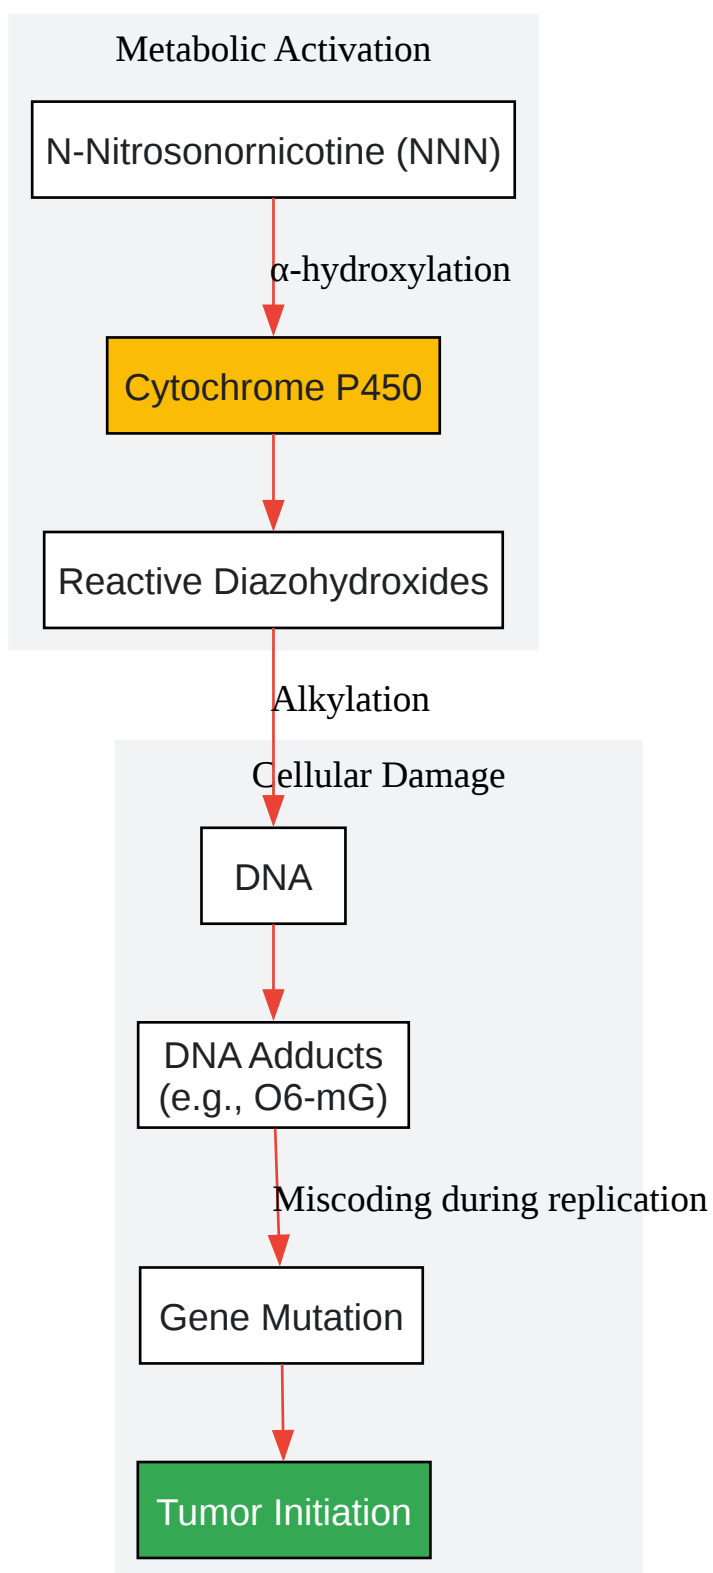 Metabolic Activation
N-Nitrosonornicotine (NNN)
α-hydroxylation
Cytochrome P450
Reactive Diazohydroxides
Alkylation
Cellular Damage
DNA
DNA Adducts
(e.g., O6-mG)
Miscoding during replication
Gene Mutation
Tumor Initiation